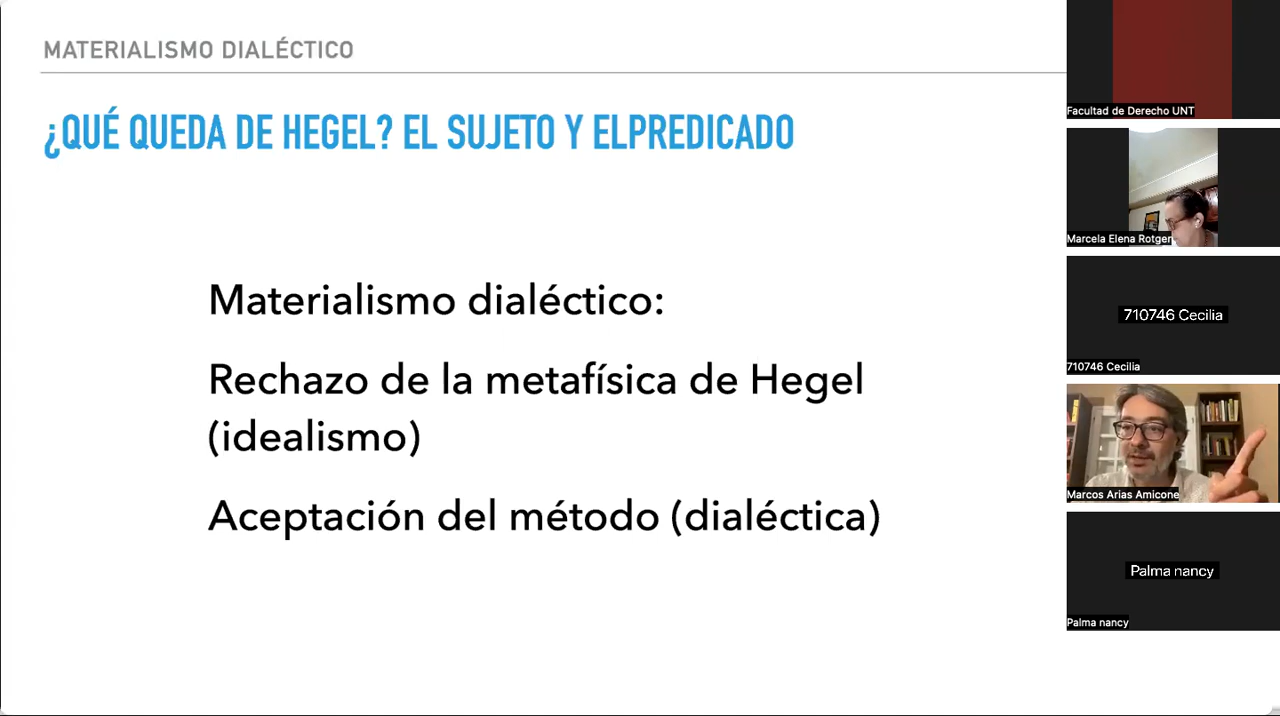 MATERIALISMO DIALÉCTICO
¿QUÉ QUEDA DE HEGEL? EL SUJETO Y ELPREDICADO
Materialismo dialéctico:
Rechazo de la metafísica de Hegel
(idealismo)
Aceptación del método (dialéctica)
Facultad de Derecho UNT
Marcela Elena Rotger
710746 Cecilia
710746 Cecilia
Marcos Arias Amicone
Palma nancy
Palma nancy